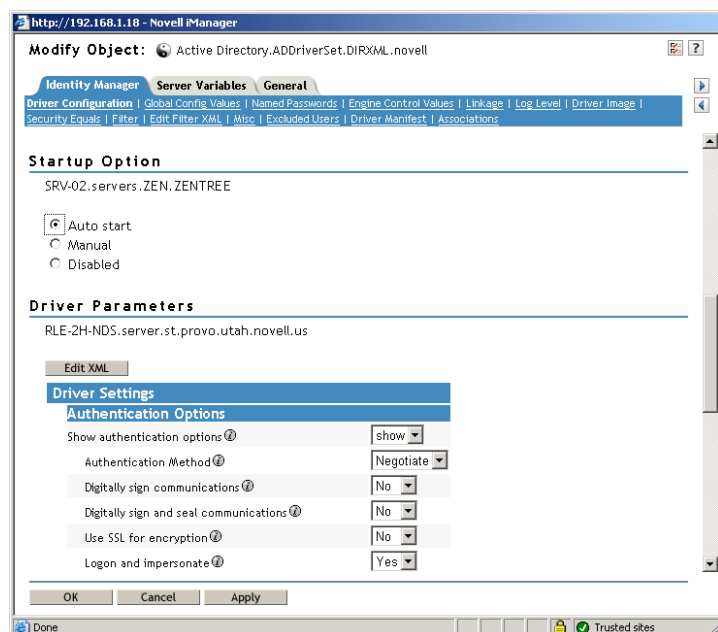 http://192.168.1.18 - Novell iManager
Modify Object: Active Directory.ADDriverSet.DIRXML.novell
?
Identity Manager Server Variables General
Driver Configuration | Global Config Values | Named Passwords | Engine Control Values | Linkage | Log Level | Driver Image |
Security Equals | Filter | Edit Filter XML | Misc | Excluded Users | Driver Manifest | Associations
Startup Option
SRV-02.servers.ZEN.ZENTREE
Auto start
Manual
Disabled
Driver Parameters
RLE-2H-NDS.server.st.provo.utah.novell.us
Edit XML
Driver Settings
Authentication Options
Show authentication options show
Authentication Method Negotiate
Digitally sign communications No
Digitally sign and seal communications No
Use SSL for encryption No
Logon and impersonate Yes
OK Cancel Apply
Done Trusted sites